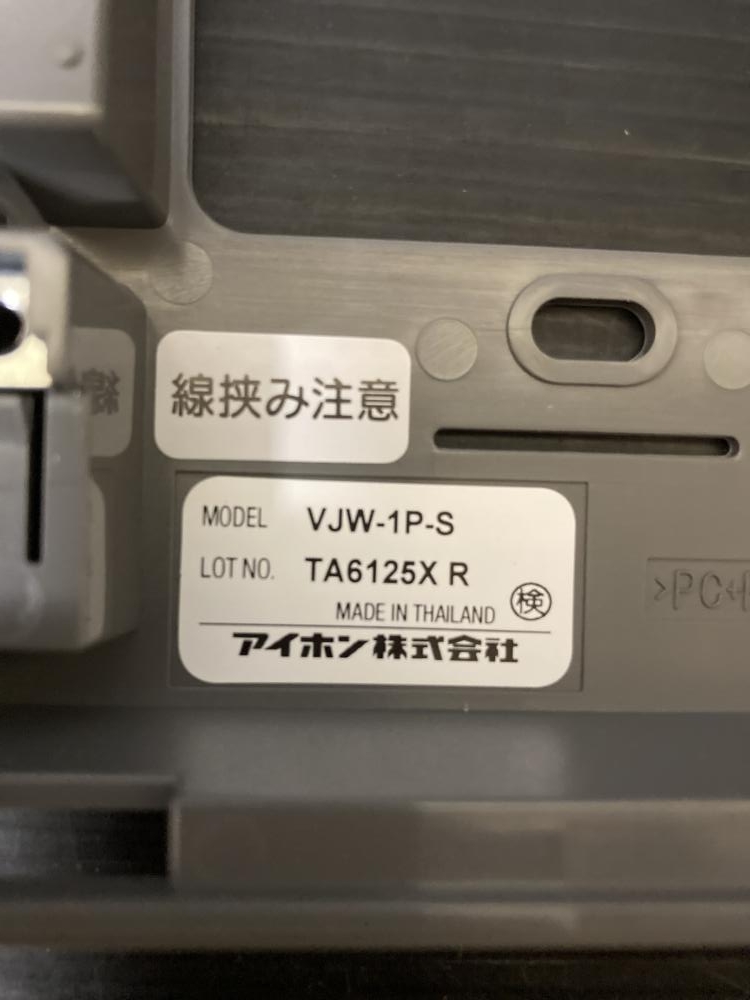 線挟み注意
MODEL VJW-1P-S
LOT NO. TA6125X R
MADE IN THAILAND 検
アイホン株式会社
>PC+